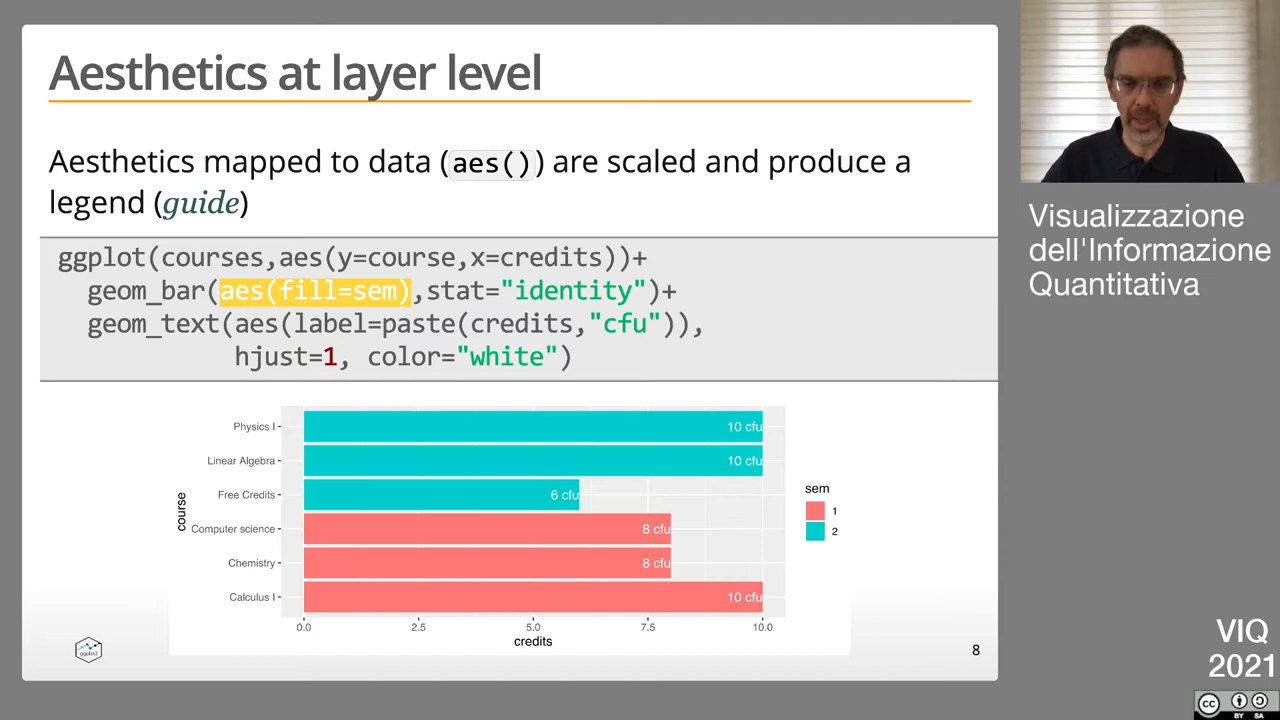 Aesthetics at layer level
Aesthetics mapped to data (aes()) are scaled and produce a
legend (guide)
ggplot(courses,aes(y=course,x=credits))+
geom_bar(aes(fill=sem),stat="identity")+
geom_text(aes(label=paste(credits,"cfu")),
hjust=1, color="white")
Physics I
10 cfu
Linear Algebra
10 cfu
Free Credits
6 cfu
Computer science
8 cfu
Chemistry
8 cfu
Calculus I
10 cfu
course
0.0 2.5 5.0 7.5 10.0
credits
sem
1
2
ggplot2
8
Visualizzazione
dell'Informazione
Quantitativa
VIQ
2021
cc
BY SA